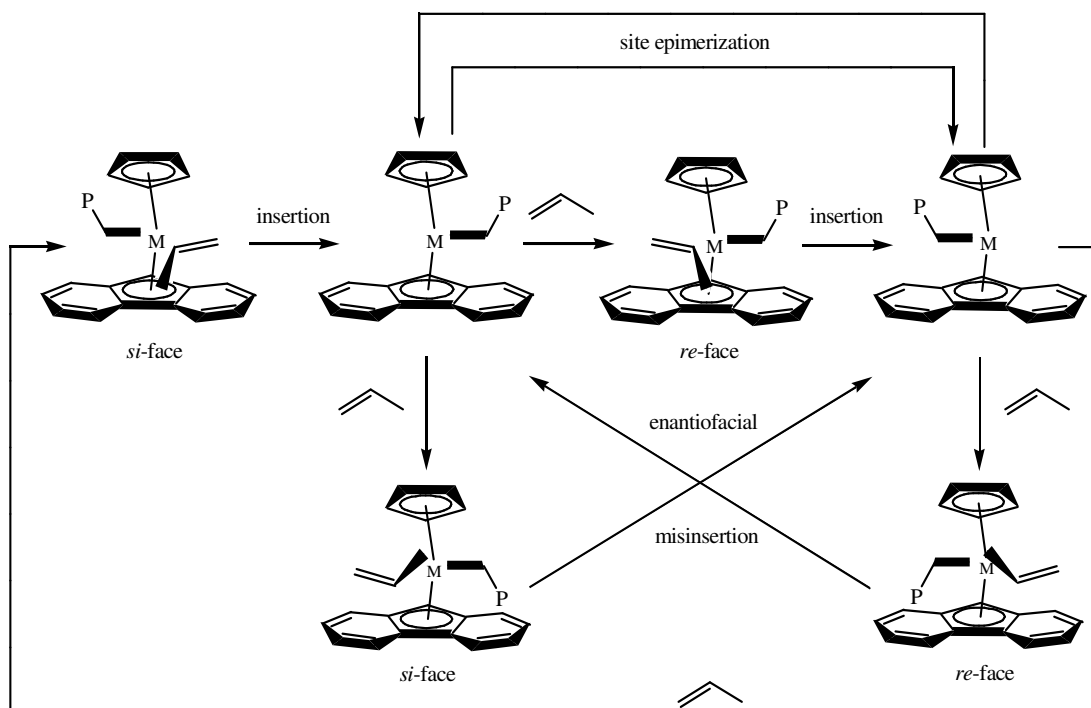 site epimerization
P
M
insertion
M
P
M
P
insertion
P
M
si-face
re-face
enantiofacial
misinsertion
M
P
M
P
si-face
re-face